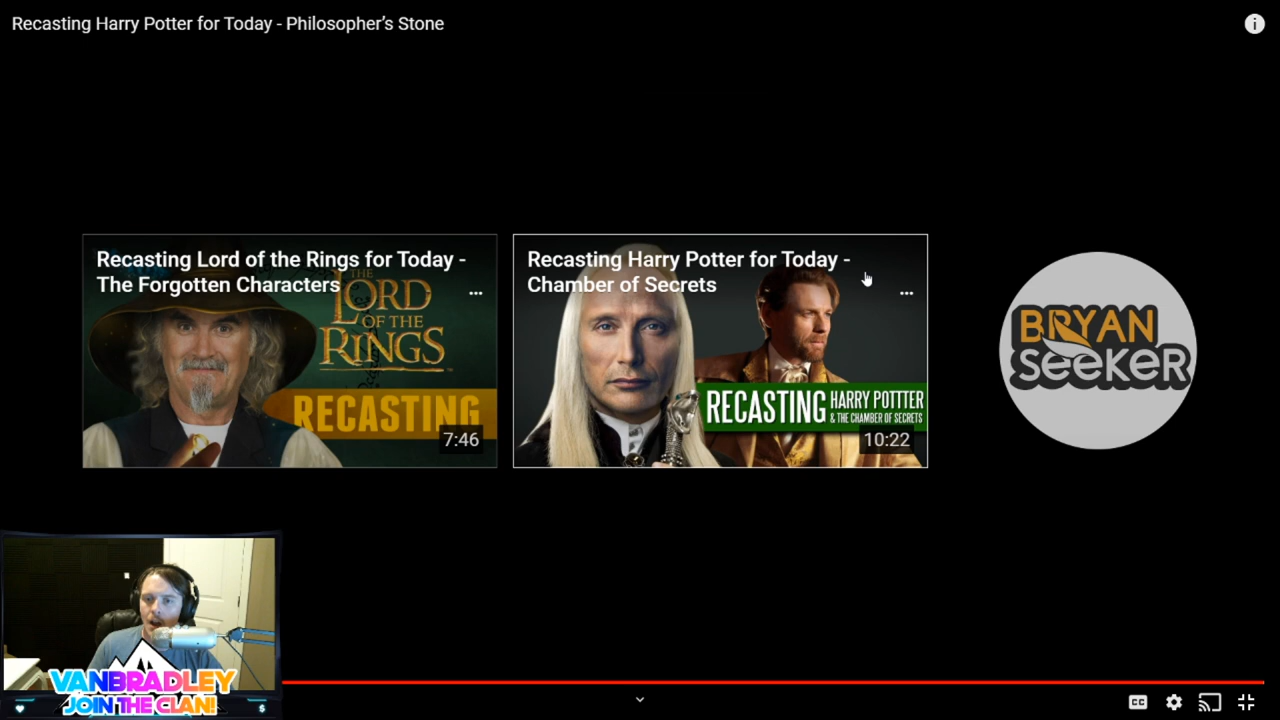 Recasting Harry Potter for Today - Philosopher’s Stone
Recasting Lord of the Rings for Today -
The Forgotten Characters
THE
LORD
OF THE
RINGS
RECASTING
7:46
Recasting Harry Potter for Today -
Chamber of Secrets
RECASTING
HARRY POTTTER
& THE CHAMBER OF SECRETS
10:22
BRYAN
SEEKER
VANBRADLEY
JOIN THE CLAN!
$
CC